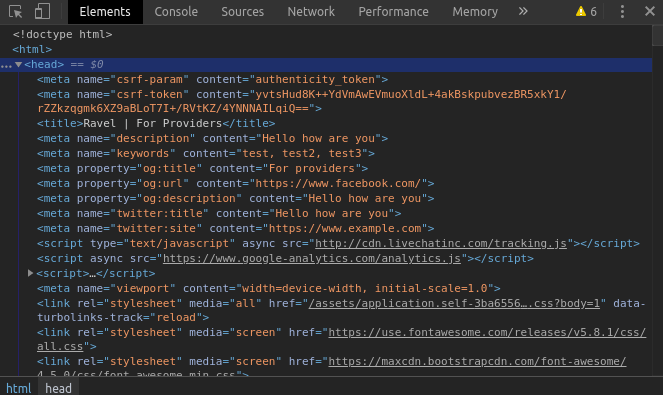 Elements Console Sources Network Performance Memory » 6
<!doctype html>
<html>
<head> == $0
<meta name="csrf-param" content="authenticity_token">
<meta name="csrf-token" content="yvtsHud8K++YdVmAwEVmuoXldL+4akBskpubvezBR5xkY1/
rZZkzqgmk6XZ9aBLoT7I+/RVtKZ/4YNNNAILqiQ==">
<title>Ravel | For Providers</title>
<meta name="description" content="Hello how are you">
<meta name="keywords" content="test, test2, test3">
<meta property="og:title" content="For providers">
<meta property="og:url" content="https://www.facebook.com/">
<meta property="og:description" content="Hello how are you">
<meta name="twitter:title" content="Hello how are you">
<meta name="twitter:site" content="https://www.example.com">
<script type="text/javascript" async src="http://cdn.livechatinc.com/tracking.js"></script>
<script async src="https://www.google-analytics.com/analytics.js"></script>
<script>…</script>
<meta name="viewport" content="width=device-width, initial-scale=1.0">
<link rel="stylesheet" media="all" href="/assets/application.self-3ba6556….css?body=1" data-
turbolinks-track="reload">
<link rel="stylesheet" media="screen" href="https://use.fontawesome.com/releases/v5.8.1/css/
all.css">
<link rel="stylesheet" media="screen" href="https://maxcdn.bootstrapcdn.com/font-awesome/
4.5.0/css/font-awesome.min.css">
html head